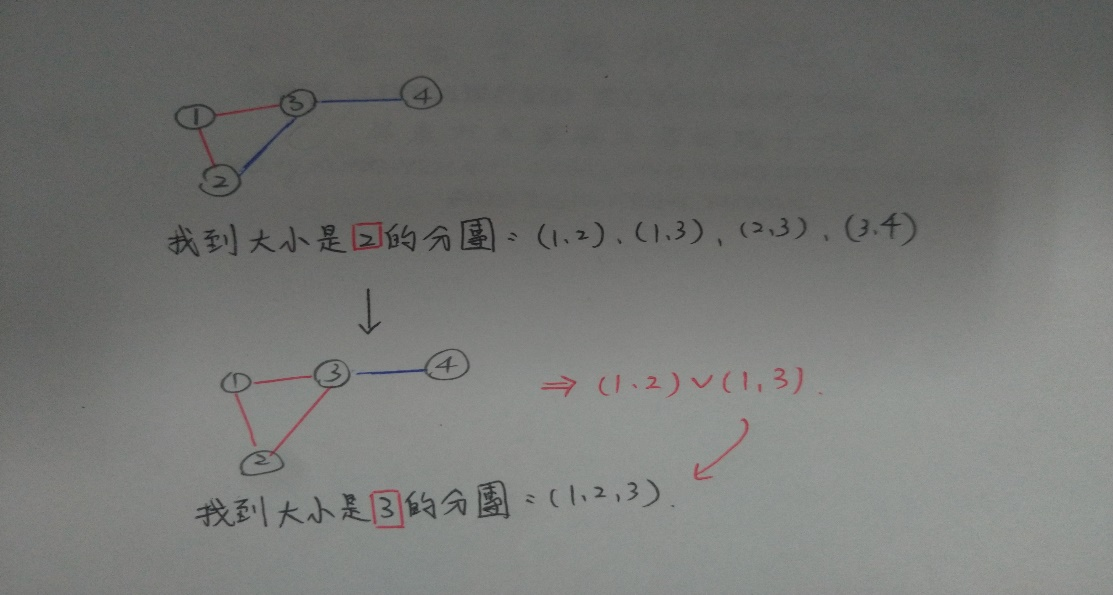 1 3 4
2
找到大小是2的分團:(1、2)、(1、3)、(2、3)、(3、4)
1 3 4 ⇒ (1、2)∨(1,3).
2
找到大小是3的分團:(1、2、3).